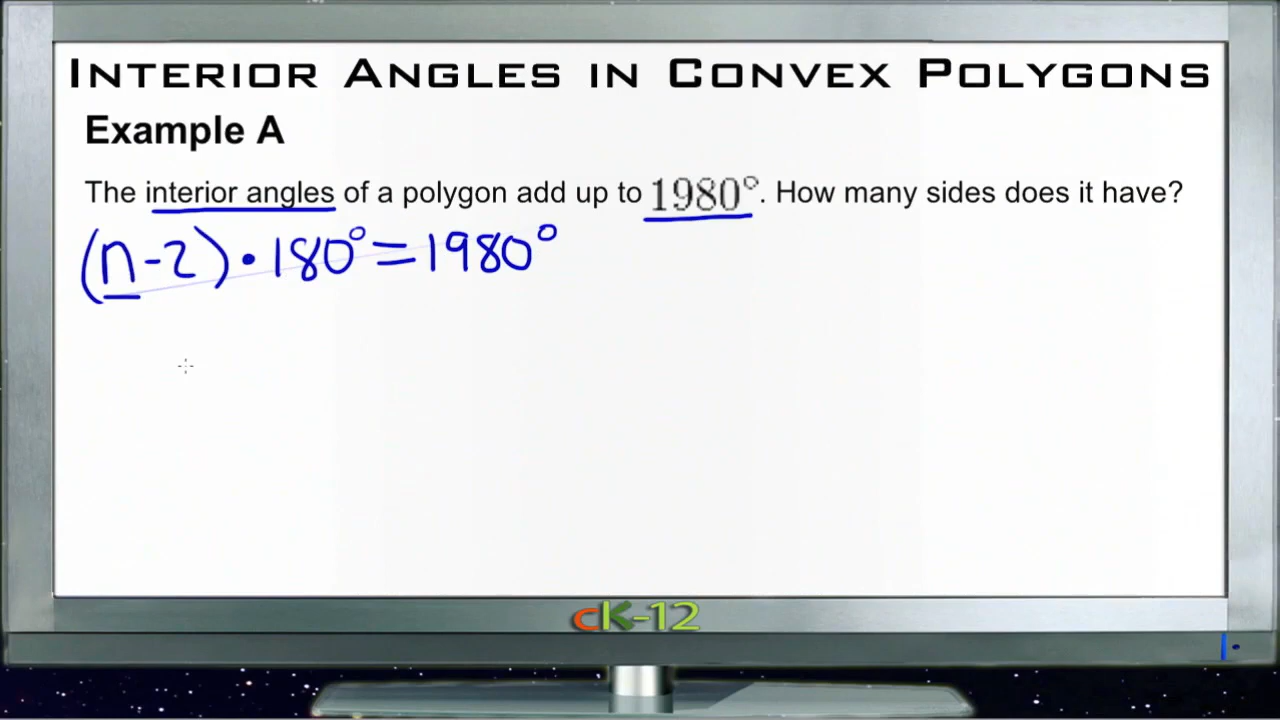 INTERIOR ANGLES IN CONVEX POLYGONS
Example A
The interior angles of a polygon add up to 1980°. How many sides does it have?
(n-2)•180°=1980°
cK-12